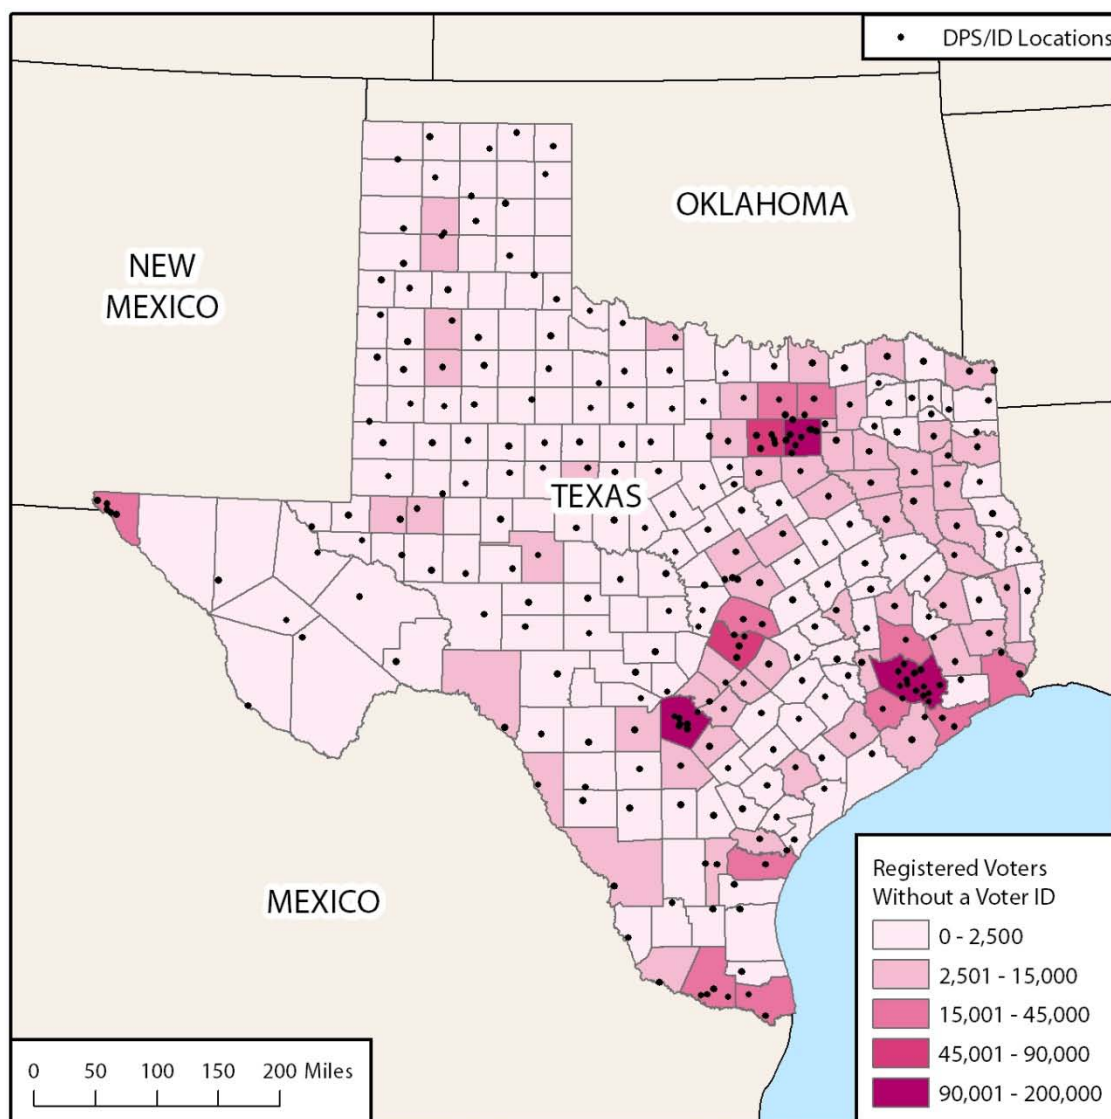 DPS/ID Locations
OKLAHOMA
NEW
MEXICO
TEXAS
MEXICO
Registered Voters
Without a Voter ID
0 - 2,500
2,501 - 15,000
15,001 - 45,000
45,001 - 90,000
90,001 - 200,000
0 50 100 150 200 Miles